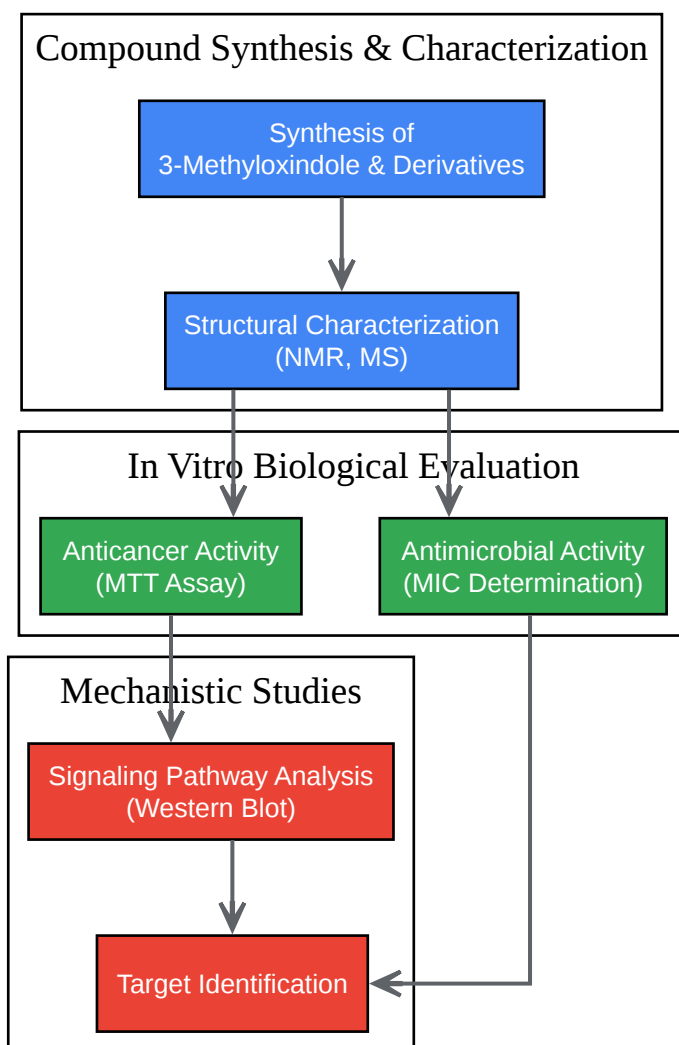 Compound Synthesis & Characterization
Synthesis of
3-Methyloxindole & Derivatives
Structural Characterization
(NMR, MS)
In Vitro Biological Evaluation
Anticancer Activity
(MTT Assay)
Antimicrobial Activity
(MIC Determination)
Mechanistic Studies
Signaling Pathway Analysis
(Western Blot)
Target Identification